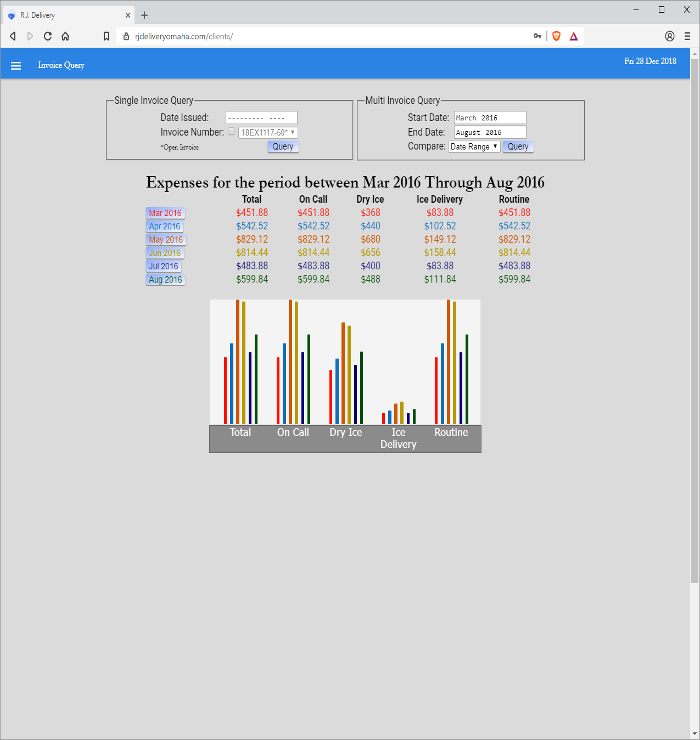 R.J. Delivery
rjdeliveryomaha.com/clients/
Invoice Query
Fri 28 Dec 2018
Single Invoice Query
Date Issued: --------- ----
Invoice Number: 18EX1117-60*
*Open Invoice Query
Multi Invoice Query
Start Date: March 2016
End Date: August 2016
Compare: Date Range Query
Expenses for the period between Mar 2016 Through Aug 2016
Total On Call Dry Ice Ice Delivery Routine
Mar 2016 $451.88 $451.88 $368 $83.88 $451.88
Apr 2016 $542.52 $542.52 $440 $102.52 $542.52
May 2016 $829.12 $829.12 $680 $149.12 $829.12
Jun 2016 $814.44 $814.44 $656 $158.44 $814.44
Jul 2016 $483.88 $483.88 $400 $83.88 $483.88
Aug 2016 $599.84 $599.84 $488 $111.84 $599.84
Total On Call Dry Ice Ice Routine
Delivery